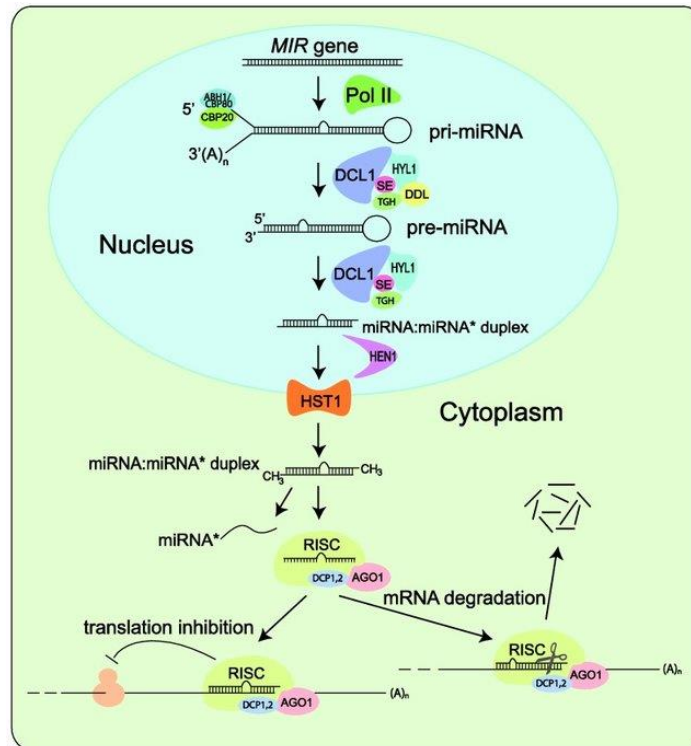 MIR gene
Pol II
ABH1/
CBP80
CBP20
5'
3'(A)n
pri-miRNA
DCL1
HYL1
SE
TGH
DDL
5'
3'
pre-miRNA
Nucleus
DCL1
HYL1
SE
TGH
miRNA:miRNA* duplex
HEN1
HST1
Cytoplasm
miRNA:miRNA* duplex
CH3
CH3
miRNA*
RISC
DCP1,2
AGO1
mRNA degradation
translation inhibition
RISC
DCP1,2
AGO1
(A)n
RISC
DCP1,2
AGO1
(A)n